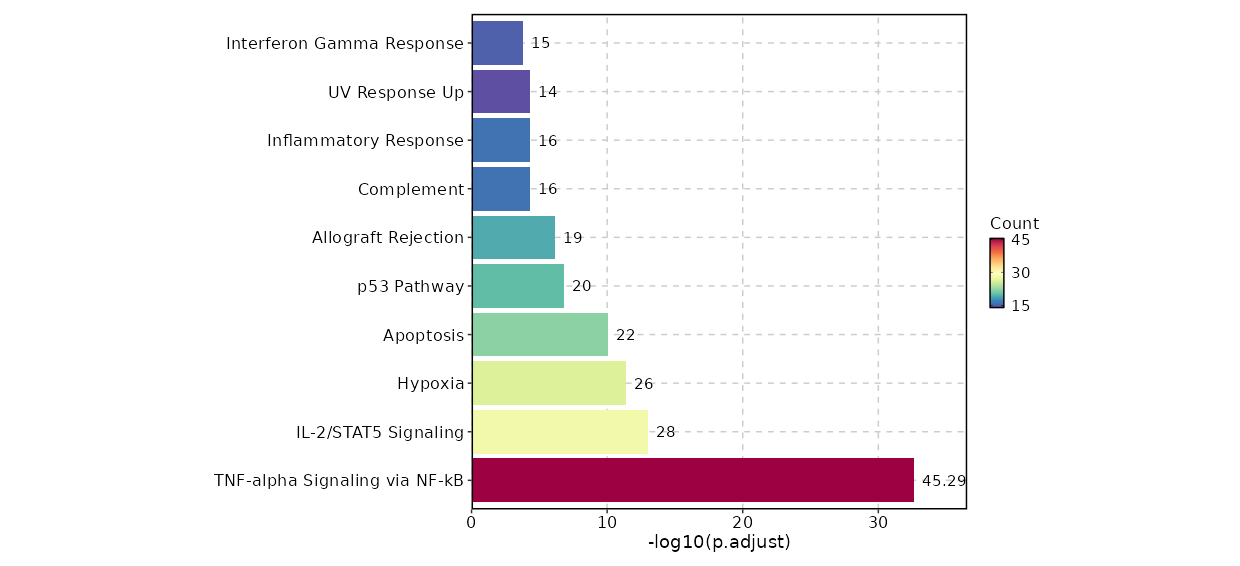 Interferon Gamma Response 15
UV Response Up 14
Inflammatory Response 16
Complement 16
Allograft Rejection 19
p53 Pathway 20
Apoptosis 22
Hypoxia 26
IL-2/STAT5 Signaling 28
TNF-alpha Signaling via NF-kB 45.29
0 10 20 30
-log10(p.adjust)
Count
45
30
15